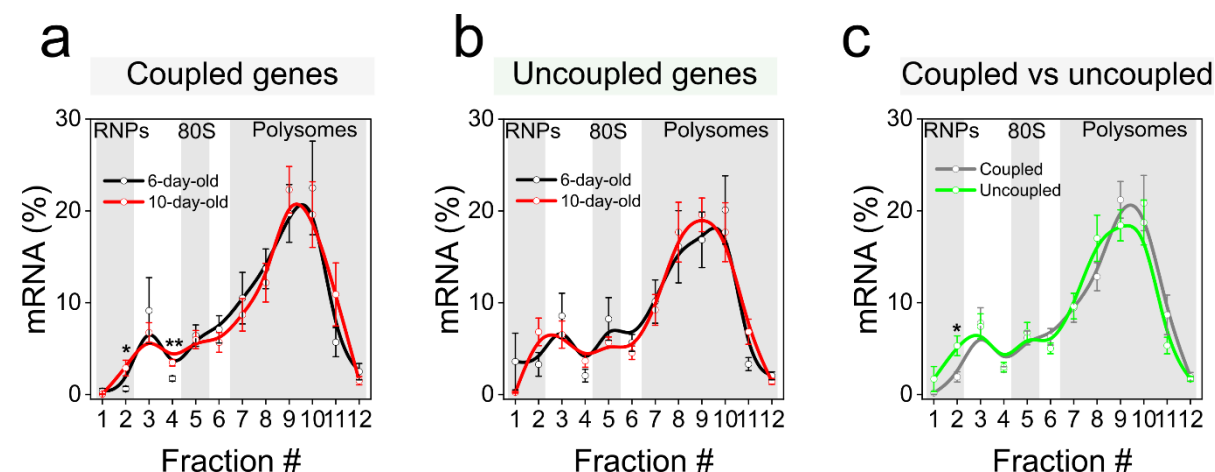 a
Coupled genes
mRNA (%)
30
20
10
0
RNPs 80S Polysomes
6-day-old
10-day-old
*
**
1 2 3 4 5 6 7 8 9 10 11 12
Fraction #
b
Uncoupled genes
mRNA (%)
30
20
10
0
RNPs 80S Polysomes
6-day-old
10-day-old
1 2 3 4 5 6 7 8 9 10 11 12
Fraction #
c
Coupled vs uncoupled
mRNA (%)
30
20
10
0
RNPs 80S Polysomes
Coupled
Uncoupled
*
1 2 3 4 5 6 7 8 9 10 11 12
Fraction #